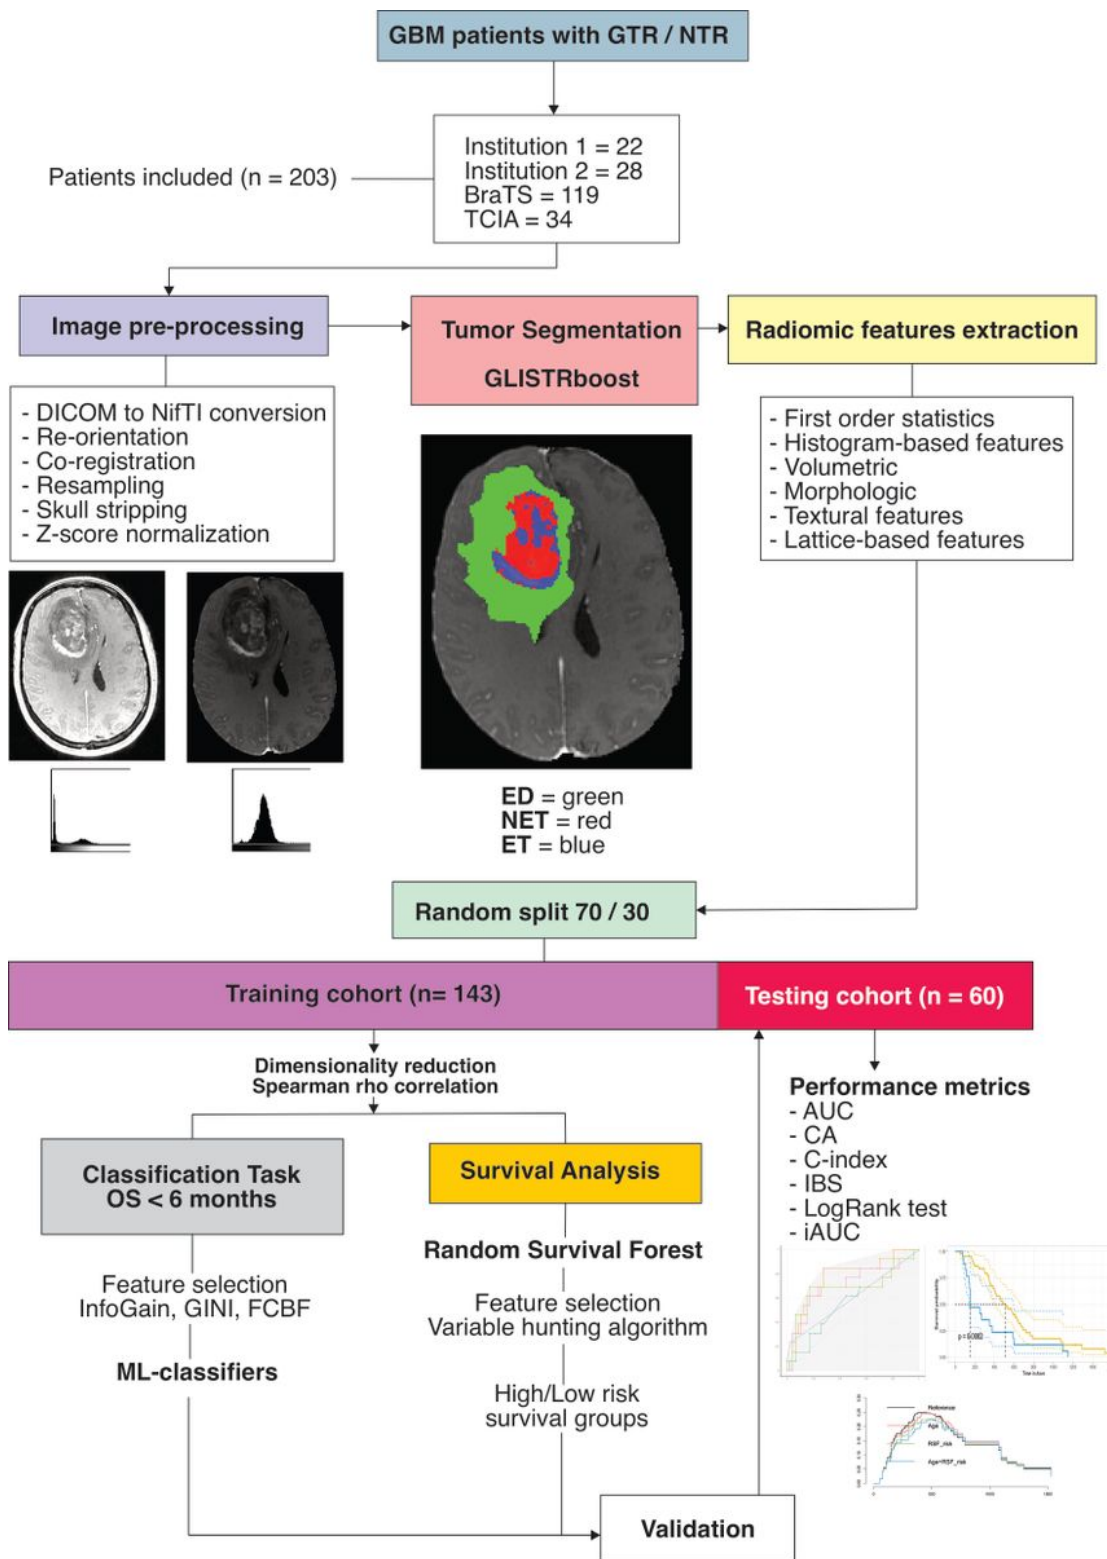 GBM patients with GTR / NTR
Institution 1 = 22
Institution 2 = 28
BraTS = 119
TCIA = 34
Patients included (n = 203)
Image pre-processing
- DICOM to NifTI conversion
- Re-orientation
- Co-registration
- Resampling
- Skull stripping
- Z-score normalization
Tumor Segmentation
GLISTRboost
ED = green
NET = red
ET = blue
Radiomic features extraction
- First order statistics
- Histogram-based features
- Volumetric
- Morphologic
- Textural features
- Lattice-based features
Random split 70 / 30
Training cohort (n= 143)
Testing cohort (n = 60)
Dimensionality reduction
Spearman rho correlation
Classification Task
OS < 6 months
Feature selection
InfoGain, GINI, FCBF
ML-classifiers
Survival Analysis
Random Survival Forest
Feature selection
Variable hunting algorithm
High/Low risk
survival groups
Validation
Performance metrics
- AUC
- CA
- C-index
- IBS
- LogRank test
- iAUC
Reference
Age
RSF_risk
Age+RSF_risk